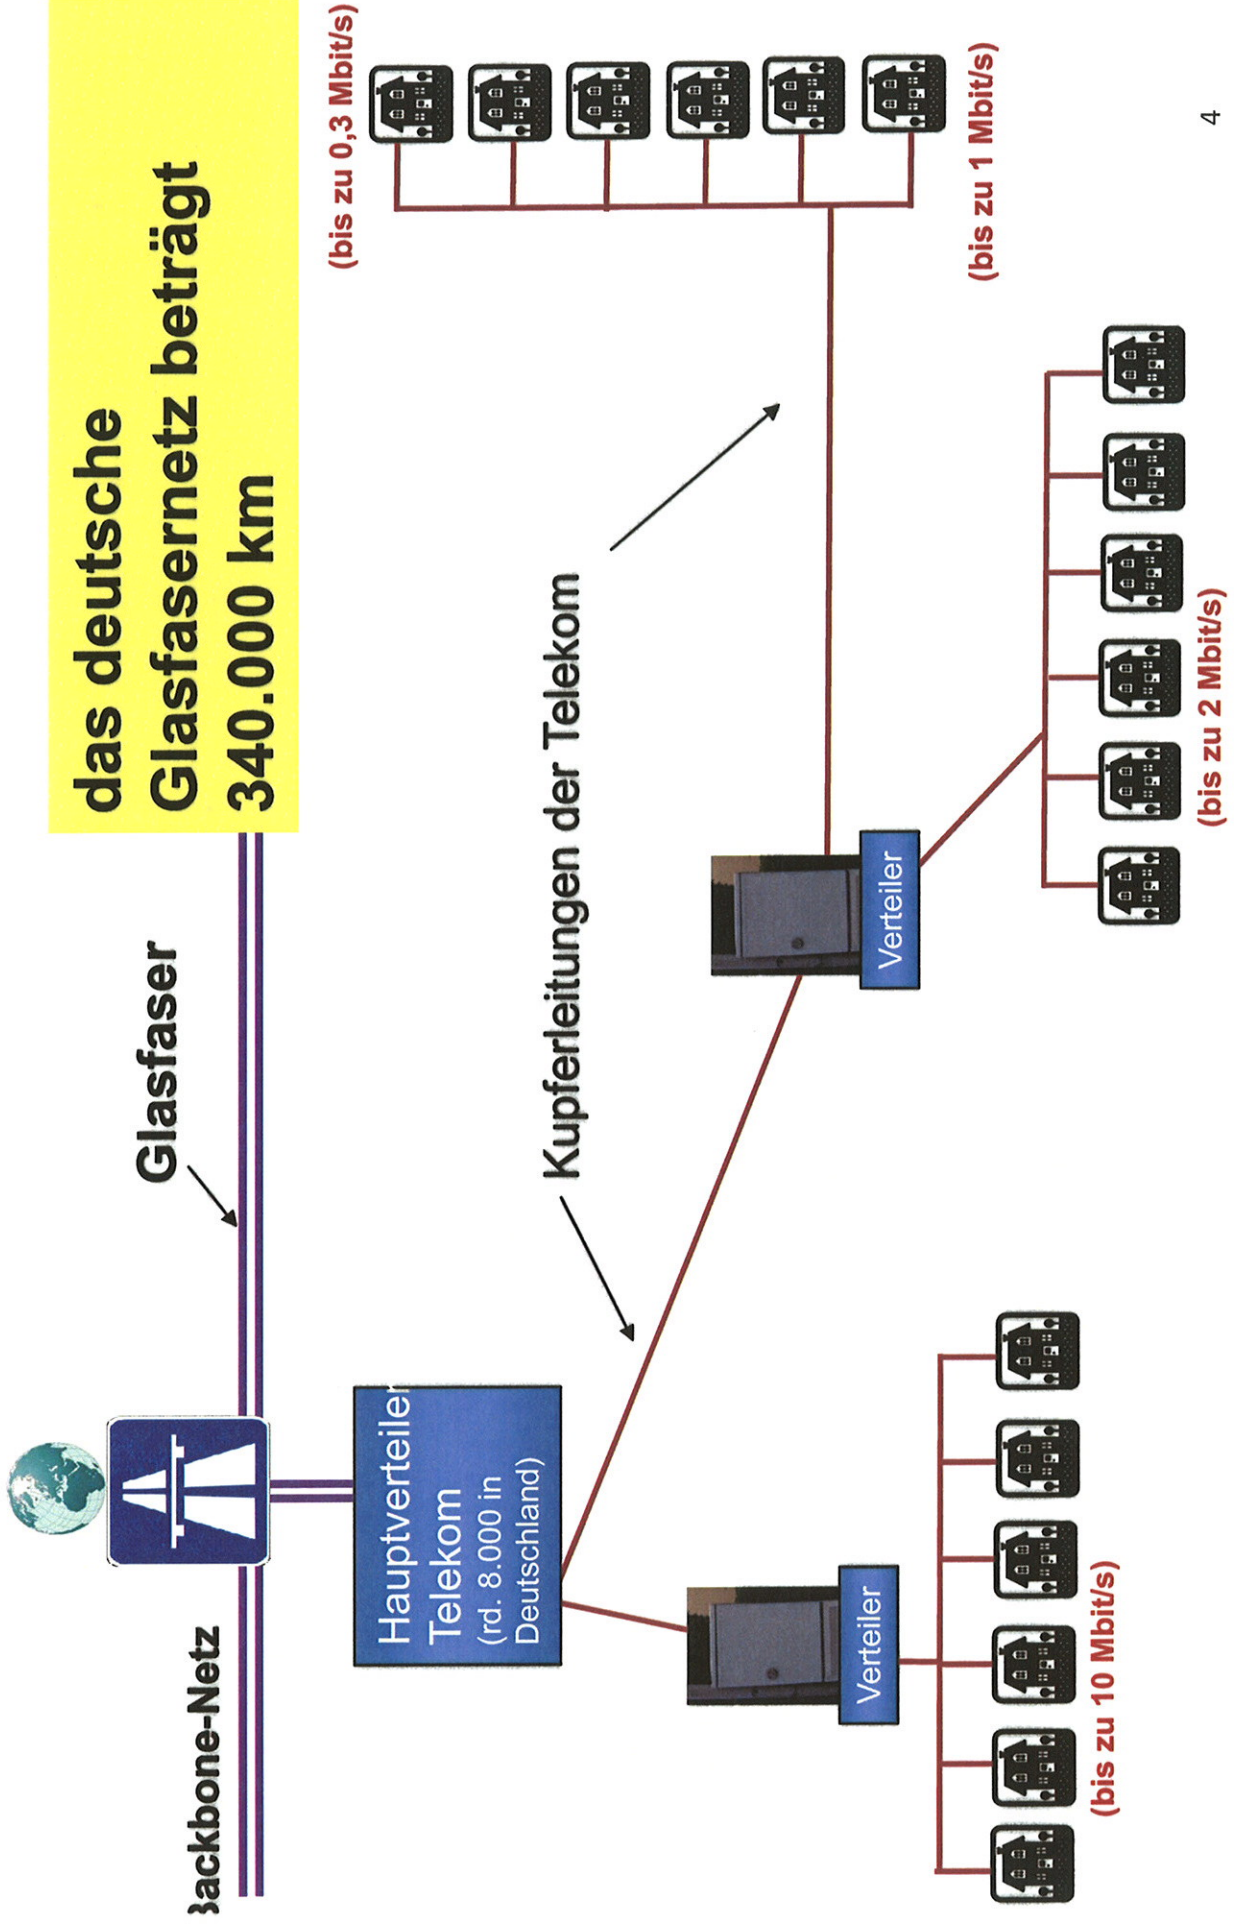 das deutsche
Glasfasernetz beträgt
340.000 km
Glasfaser
Backbone-Netz
Hauptverteiler
Telekom
(rd. 8.000 in
Deutschland)
Kupferleitungen der Telekom
(bis zu 0,3 Mbit/s)
(bis zu 1 Mbit/s)
Verteiler
Verteiler
(bis zu 2 Mbit/s)
(bis zu 10 Mbit/s)
4